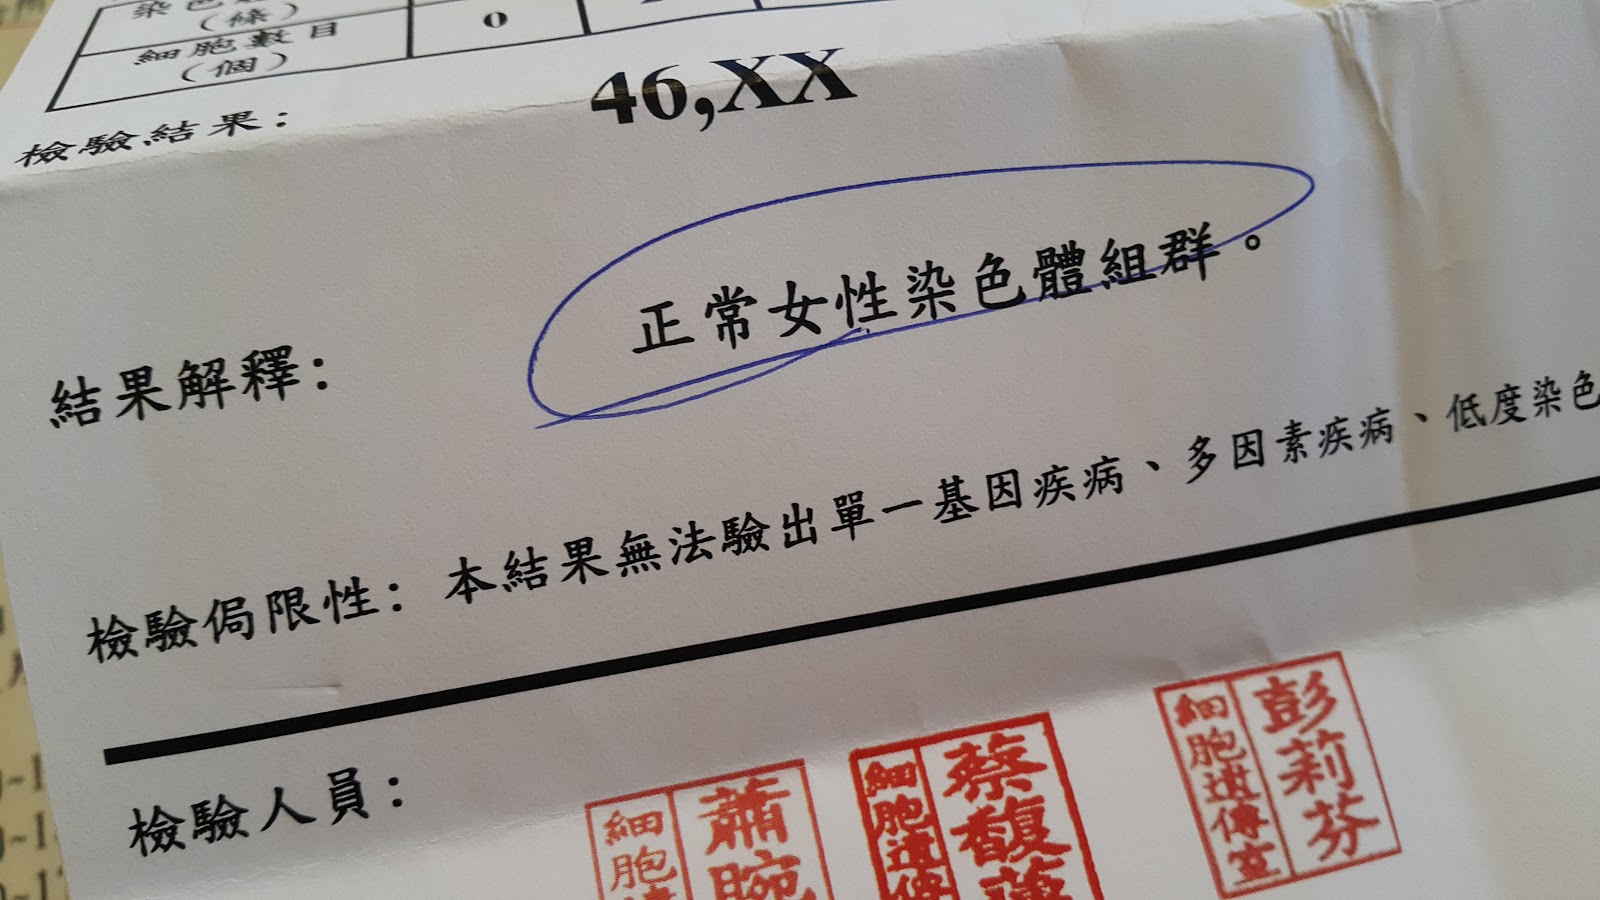 (條)
細胞數目
(個)
0
檢驗結果:
46,XX
結果解釋:
正常女性染色體組群。
檢驗侷限性: 本結果無法驗出單一基因疾病、多因素疾病、低度染色
檢驗人員:
細胞
蕭
細胞遺傳
蔡馥
細胞遺傳室
彭莉芬